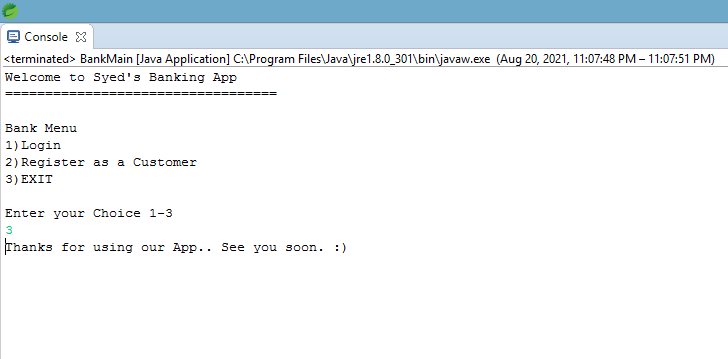 Console
<terminated> BankMain [Java Application] C:\Program Files\Java\jre1.8.0_301\bin\javaw.exe (Aug 20, 2021, 11:07:48 PM – 11:07:51 PM)
Welcome to Syed's Banking App
==================================
Bank Menu
1)Login
2)Register as a Customer
3)EXIT
Enter your Choice 1-3
3
Thanks for using our App.. See you soon. :)